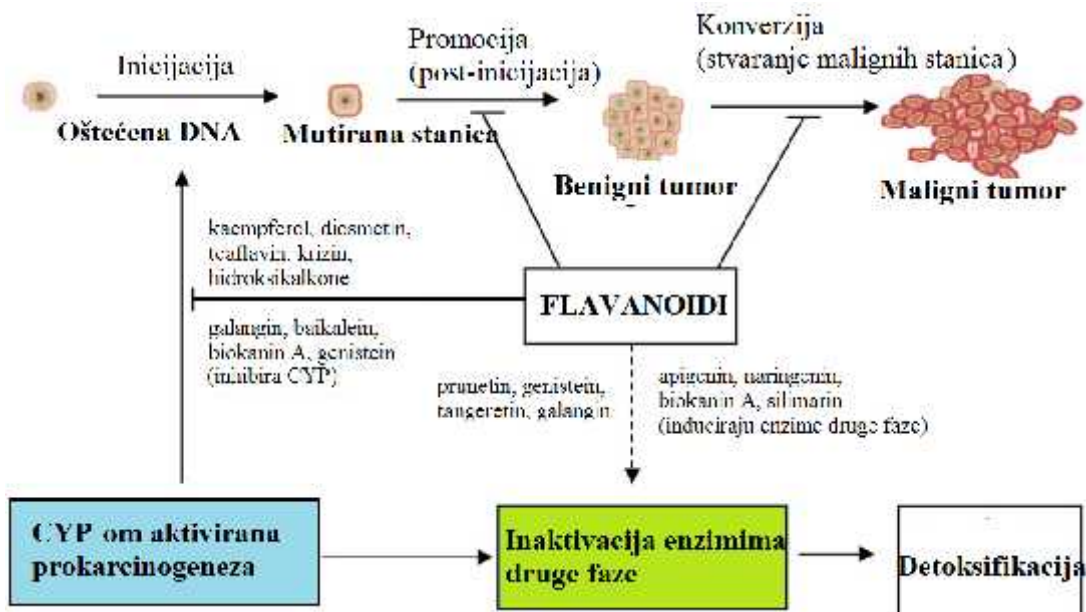 Inicijacija
Promocija
(post-inicijacija)
Konverzija
(stvaranje malignih stanica)
Oštećena DNA
Mutirana stanica
Benigni tumor
Maligni tumor
kaempferol, diosmetin,
teaflavin, krizin,
hidroksikalkone
FLAVANOIDI
galangin, baikalein,
biokanin A, genistein
(inhibira CYP)
prunetin, genistein,
tangeretin, galangin
apigenin, naringenin,
biokanin A, silimarin
(induciraju enzime druge faze)
CYP om aktivirana
prokarcinogeneza
Inaktivacija enzimima
druge faze
Detoksifikacija